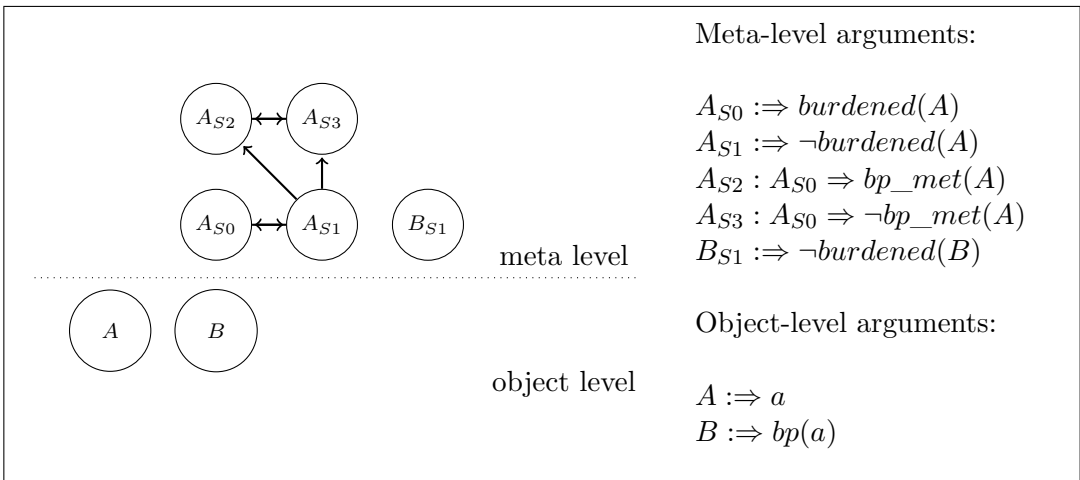 Meta-level arguments:
A_{S2}
A_{S3}
A_{S0}
A_{S1}
B_{S1}
meta level
A
B
object level
A_{S0} :⇒ burdened(A)
A_{S1} :⇒ ¬burdened(A)
A_{S2} : A_{S0} ⇒ bp_met(A)
A_{S3} : A_{S0} ⇒ ¬bp_met(A)
B_{S1} :⇒ ¬burdened(B)
Object-level arguments:
A :⇒ a
B :⇒ bp(a)